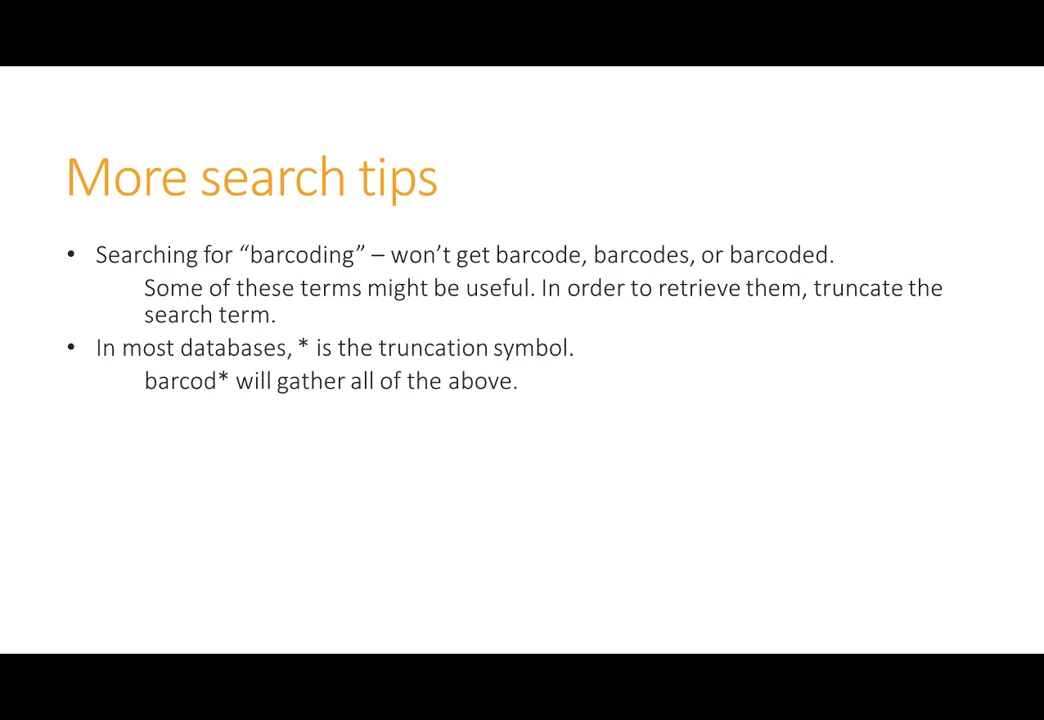 More search tips
• Searching for “barcoding” – won’t get barcode, barcodes, or barcoded.
Some of these terms might be useful. In order to retrieve them, truncate the
search term.
• In most databases, * is the truncation symbol.
barcod* will gather all of the above.